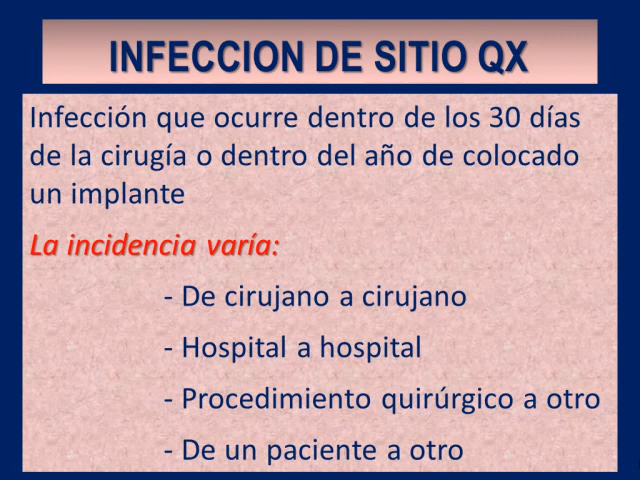 INFECCION DE SITIO QX
Infección que ocurre dentro de los 30 días
de la cirugía o dentro del año de colocado
un implante
La incidencia varía:
- De cirujano a cirujano
- Hospital a hospital
- Procedimiento quirúrgico a otro
- De un paciente a otro